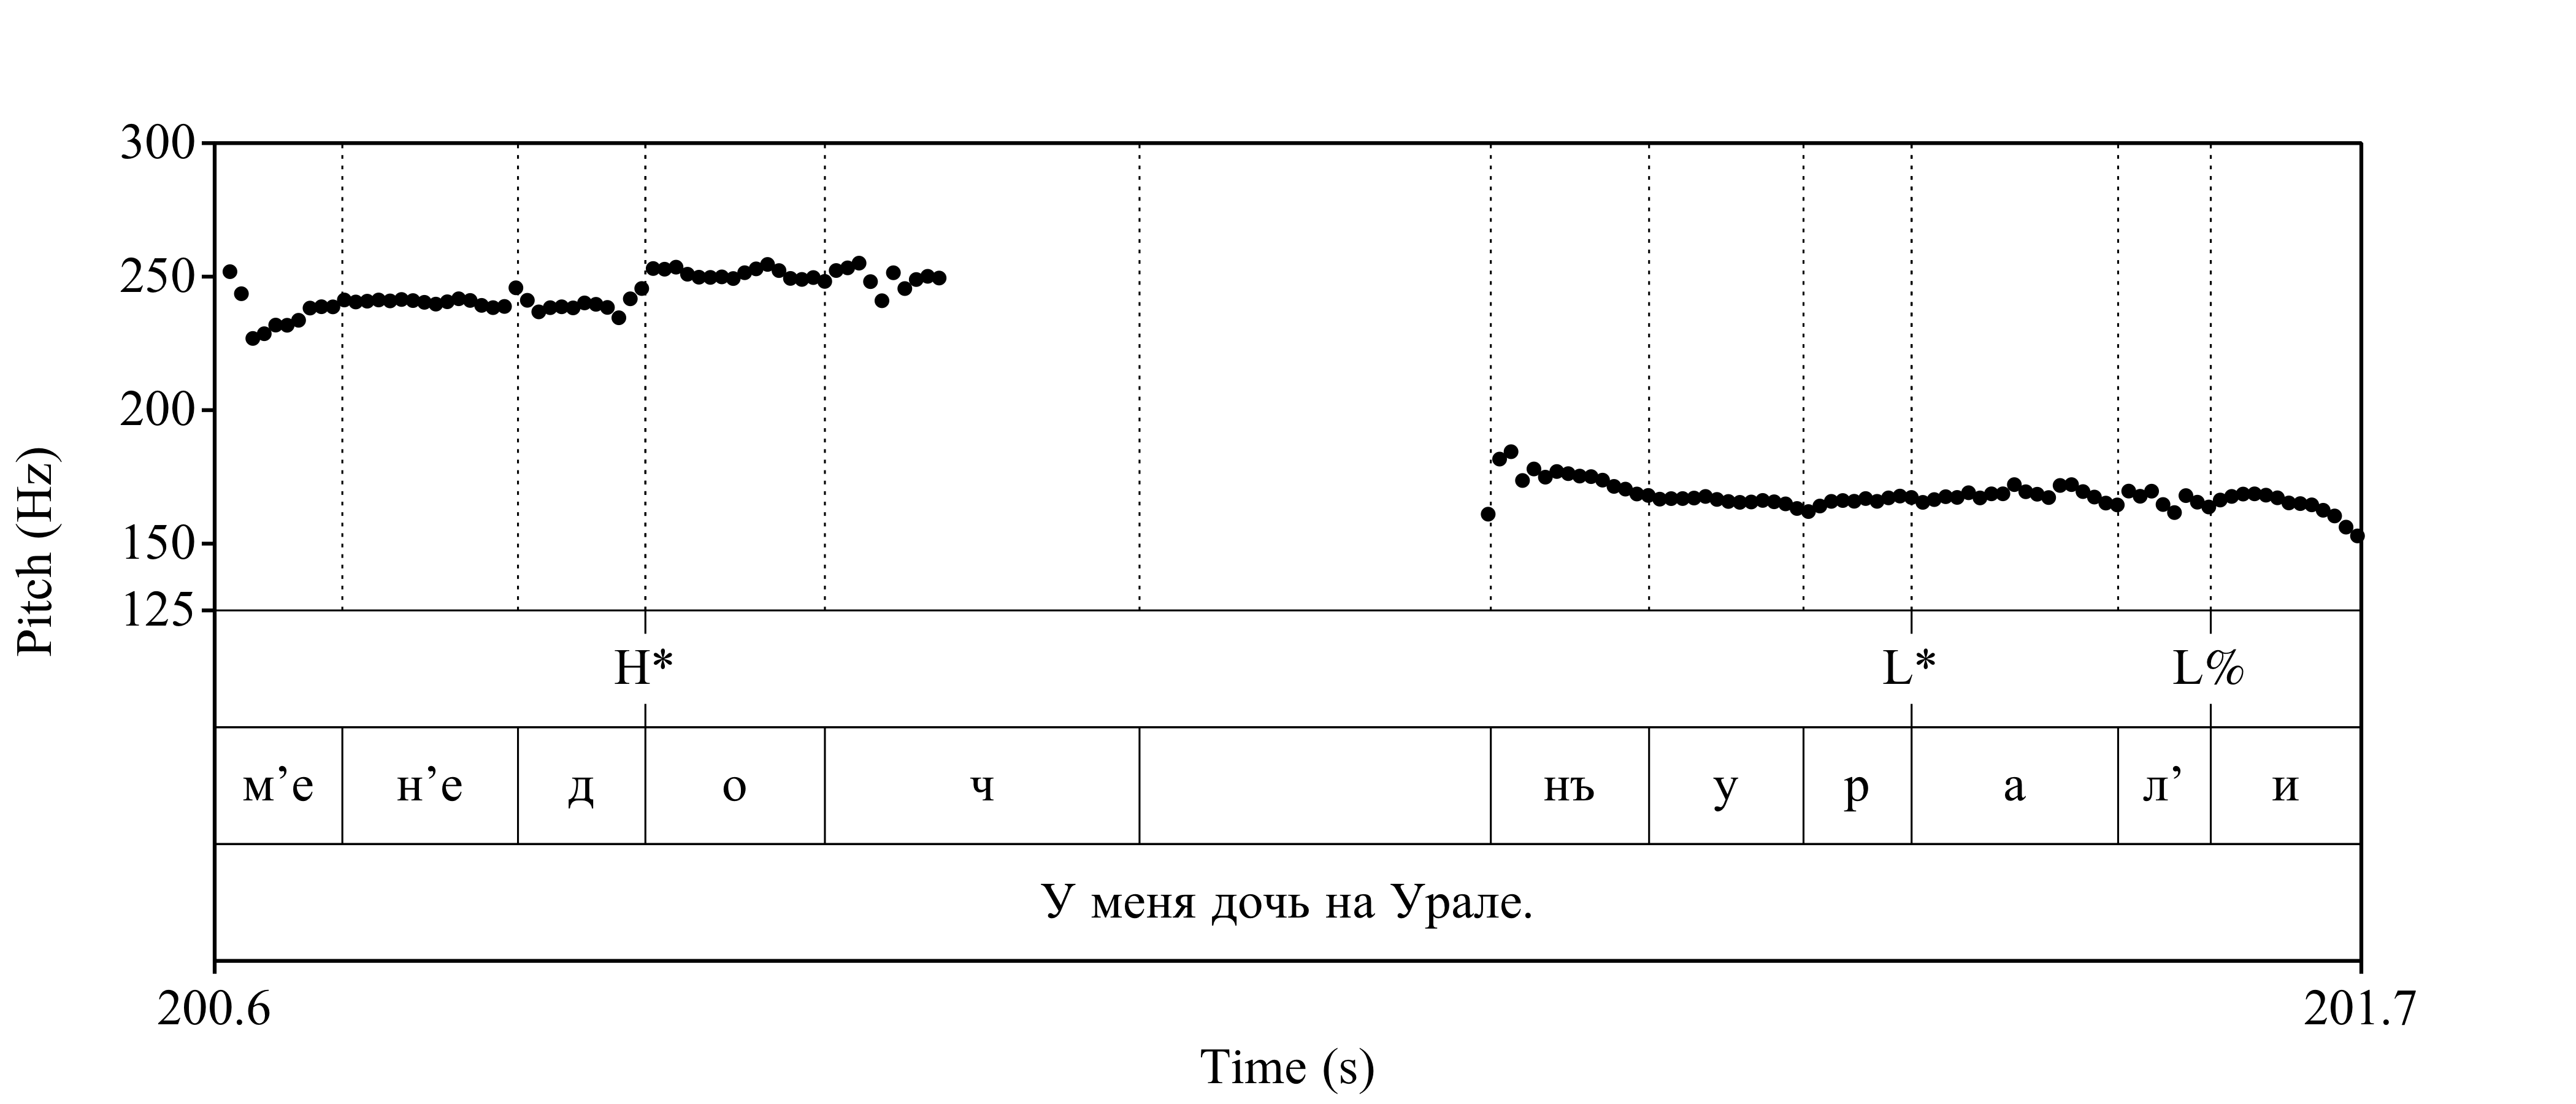 300
250
200
150
125
Pitch (Hz)
H* L* L%
м’е н’е д о ч нъ у р а л’ и
У меня дочь на Урале.
200.6 201.7
Time (s)